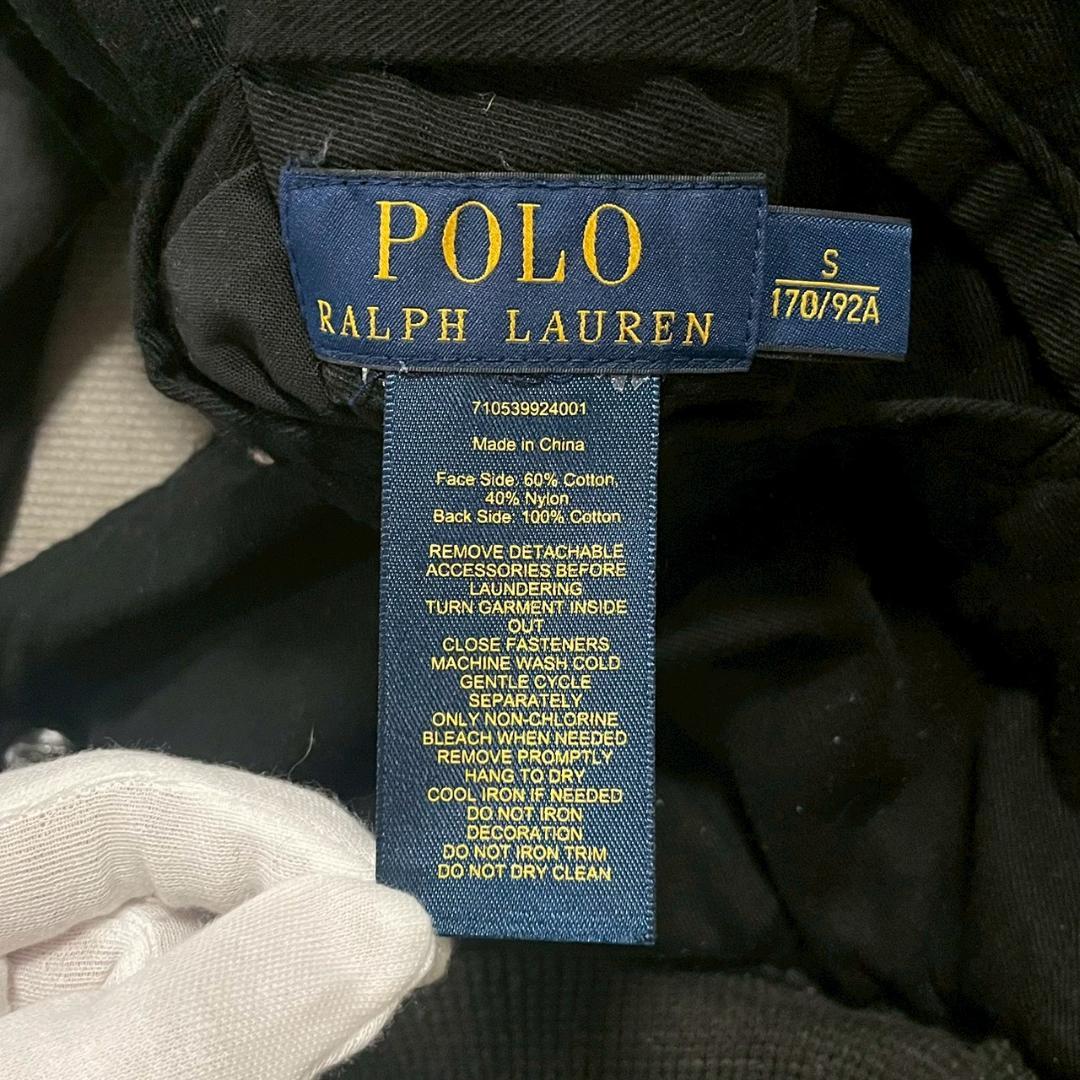 POLO
RALPH LAUREN
S
170/92A
710539924001
Made in China
Face Side: 60% Cotton,
40% Nylon
Back Side: 100% Cotton
REMOVE DETACHABLE
ACCESSORIES BEFORE
LAUNDERING
TURN GARMENT INSIDE
OUT
CLOSE FASTENERS
MACHINE WASH COLD
GENTLE CYCLE
SEPARATELY
ONLY NON-CHLORINE
BLEACH WHEN NEEDED
REMOVE PROMPTLY
HANG TO DRY
COOL IRON IF NEEDED
DO NOT IRON
DECORATION
DO NOT IRON TRIM
DO NOT DRY CLEAN